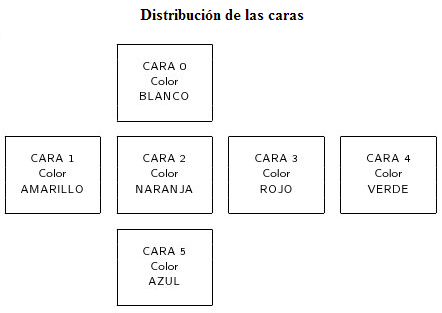 Distribución de las caras
CARA 0
Color
BLANCO
CARA 1
Color
AMARILLO
CARA 2
Color
NARANJA
CARA 3
Color
ROJO
CARA 4
Color
VERDE
CARA 5
Color
AZUL